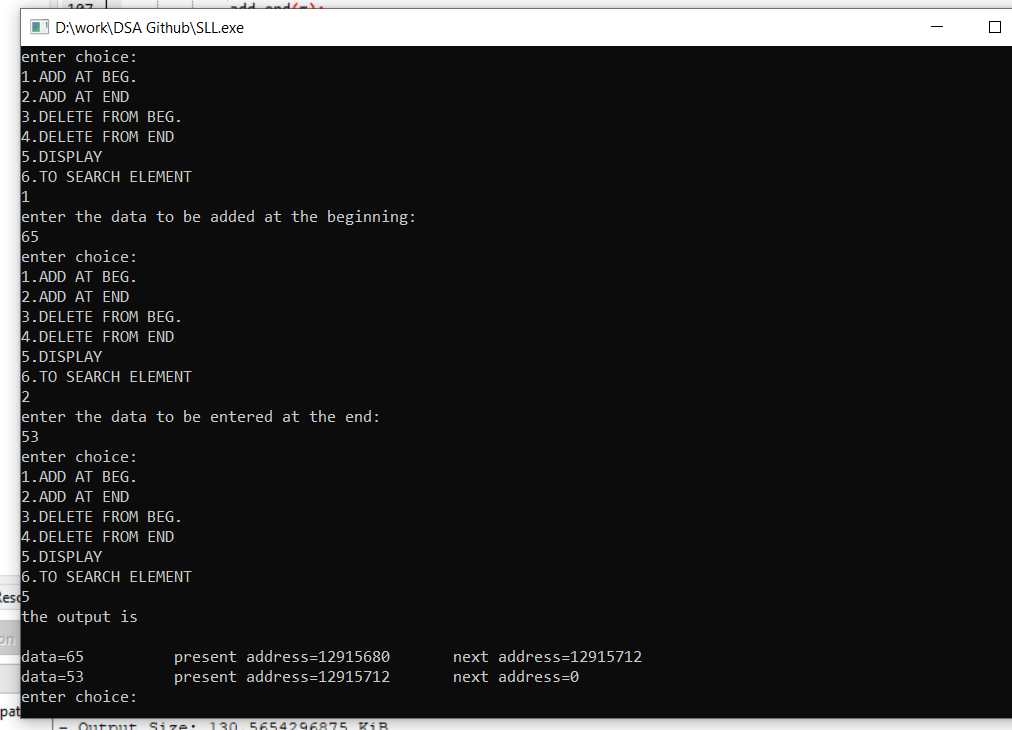 107 add_end(z);
D:\work\DSA Github\SLL.exe
enter choice:
1.ADD AT BEG.
2.ADD AT END
3.DELETE FROM BEG.
4.DELETE FROM END
5.DISPLAY
6.TO SEARCH ELEMENT
1
enter the data to be added at the beginning:
65
enter choice:
1.ADD AT BEG.
2.ADD AT END
3.DELETE FROM BEG.
4.DELETE FROM END
5.DISPLAY
6.TO SEARCH ELEMENT
2
enter the data to be entered at the end:
53
enter choice:
1.ADD AT BEG.
2.ADD AT END
3.DELETE FROM BEG.
4.DELETE FROM END
5.DISPLAY
6.TO SEARCH ELEMENT
5
the output is
data=65 present address=12915680 next address=12915712
data=53 present address=12915712 next address=0
enter choice:
- Output Size: 130.5654296875 KiB